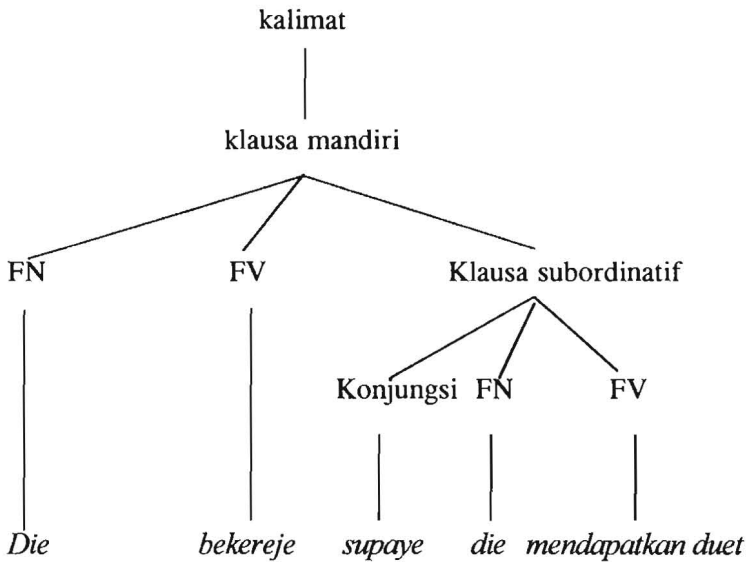 kalimat
klausa mandiri
FN FV Klausa subordinatif
Konjungsi FN FV
Die bekereje supaye die mendapatkan duet